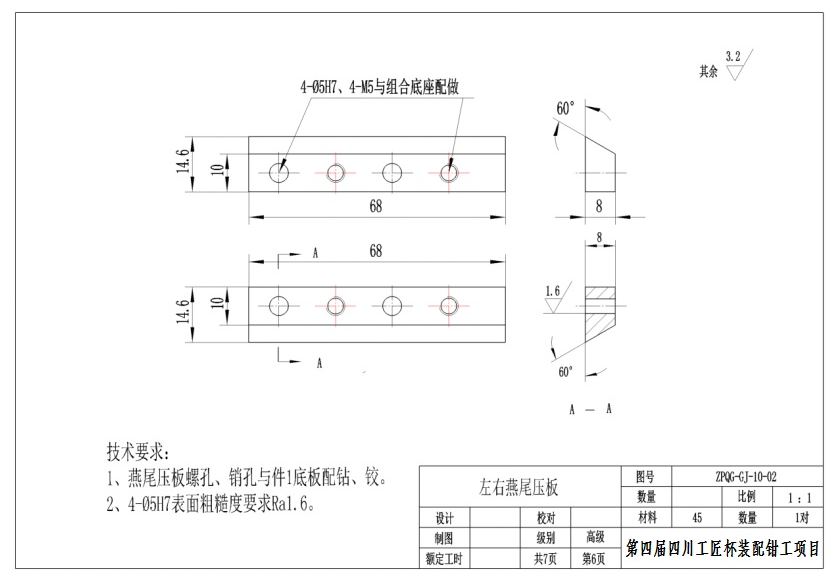 其余
3.2
4-Ø5H7、4-M5与组合底座配做
14.6
10
68
60°
8
A
68
14.6
10
A
8
1.6
60°
A — A
技术要求:
1、燕尾压板螺孔、销孔与件1底板配钻、铰。
2、4-Ø5H7表面粗糙度要求Ra1.6。
左右燕尾压板
图号 ZPQG-GJ-10-02
数量 比例 1:1
设计 校对 材料 45 数量 1对
制图 级别 高级
额定工时 共7页 第6页
第四届四川工匠杯装配钳工项目